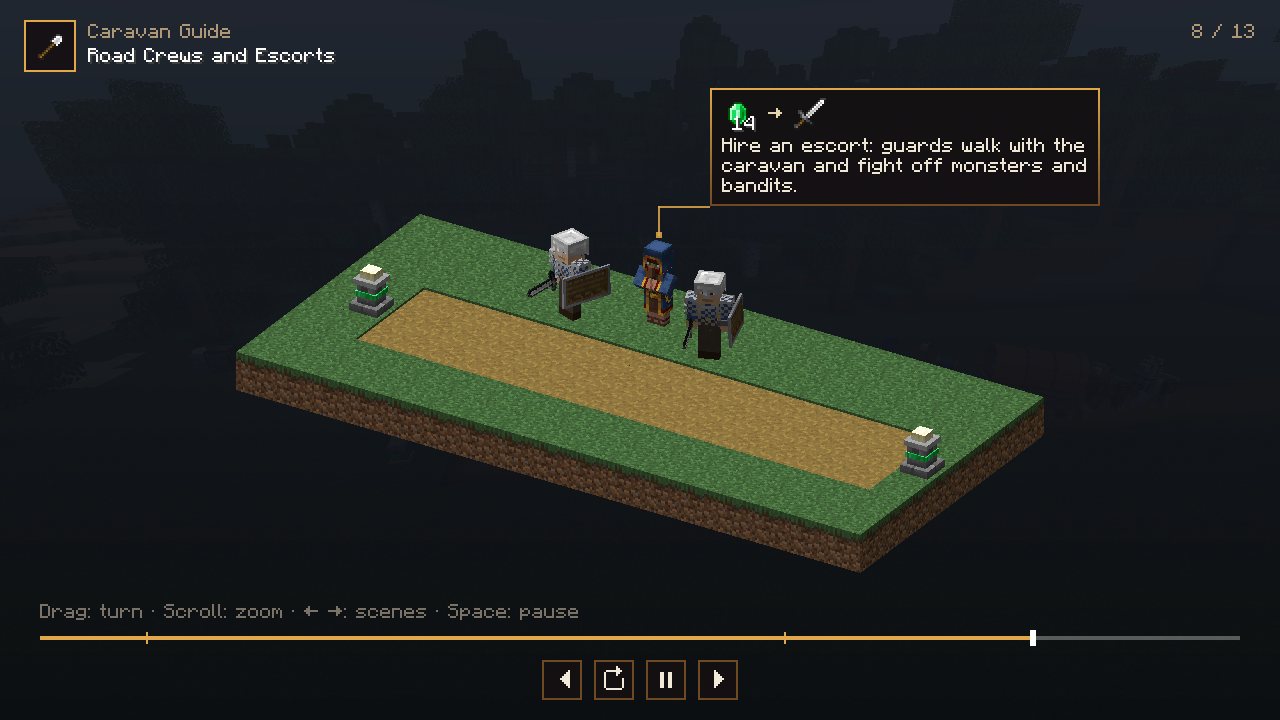 Caravan Guide
Road Crews and Escorts
8 / 13
14
Hire an escort: guards walk with the
caravan and fight off monsters and
bandits.
Drag: turn · Scroll: zoom · ← →: scenes · Space: pause